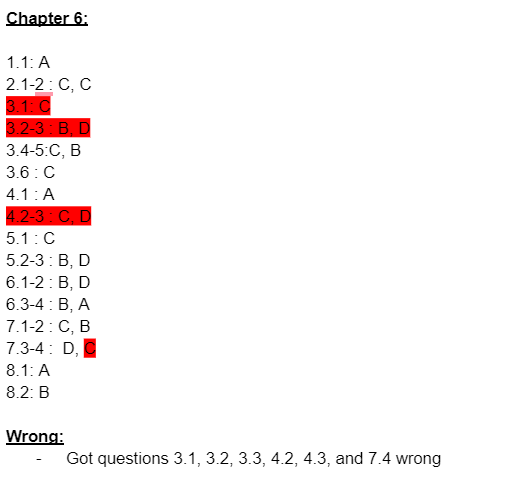 Chapter 6:
1.1: A
2.1-2 : C, C
3.1: C
3.2-3 : B, D
3.4-5:C, B
3.6 : C
4.1 : A
4.2-3 : C, D
5.1 : C
5.2-3 : B, D
6.1-2 : B, D
6.3-4 : B, A
7.1-2 : C, B
7.3-4 : D, C
8.1: A
8.2: B
Wrong:
- Got questions 3.1, 3.2, 3.3, 4.2, 4.3, and 7.4 wrong